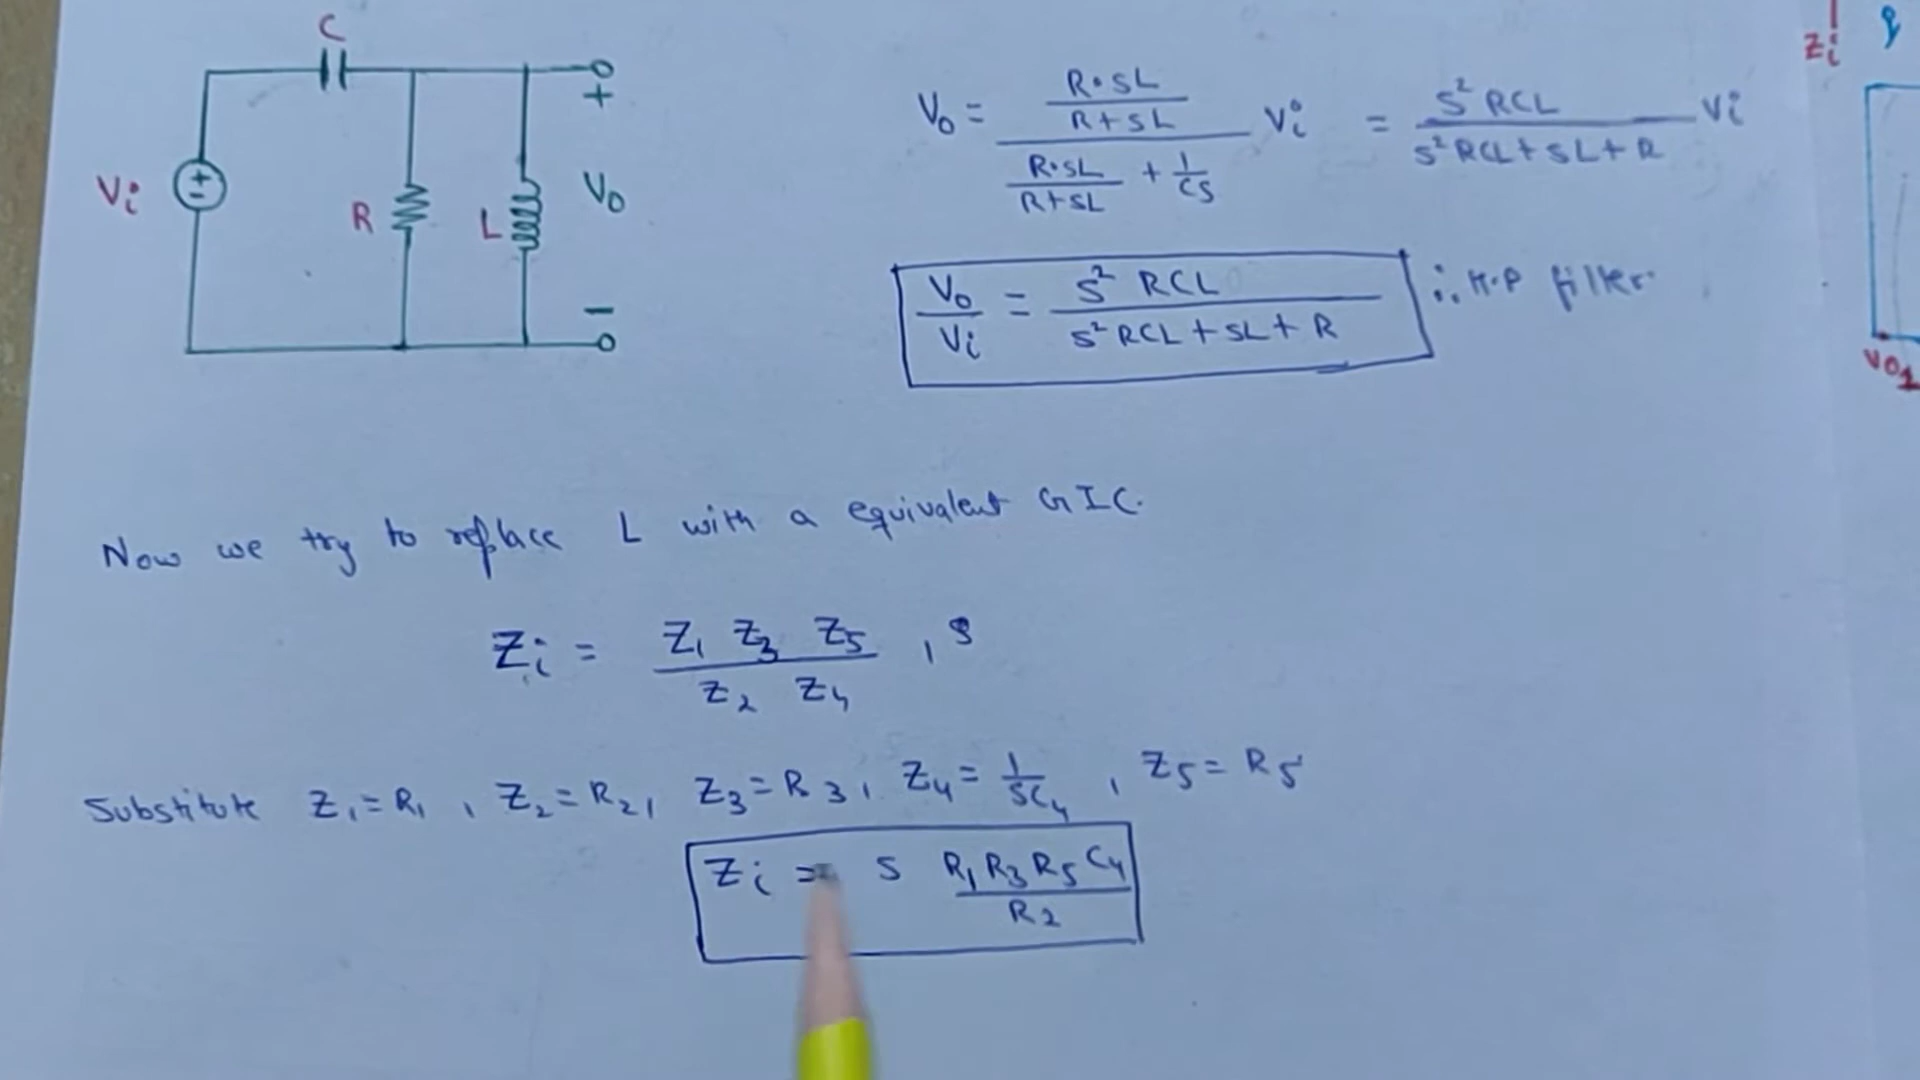 C
Vi
+
-
R
L
+
Vo
-
Vo = (R·sL / R+sL) / (R·sL / R+sL + 1/Cs) Vi = S² RCL / S² RCL + SL + R Vi
Vo / Vi = S² RCL / S² RCL + SL + R ∴ H.P filter.
Zi
Vo1
Now we try to replace L with a equivalent GIC.
Zi = Z1 Z3 Z5 / Z2 Z4 ,
Substitute Z1=R1, Z2=R2, Z3=R3, Z4= 1/SC4, Z5=R5
Zi = S R1 R3 R5 C4 / R2